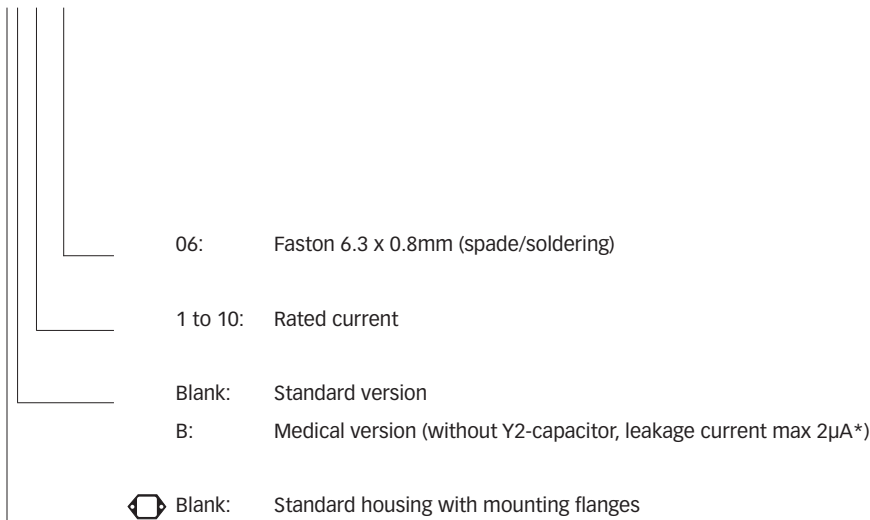 06: Faston 6.3 x 0.8mm (spade/soldering)
1 to 10: Rated current
Blank: Standard version
B: Medical version (without Y2-capacitor, leakage current max 2µA*)
Blank: Standard housing with mounting flanges